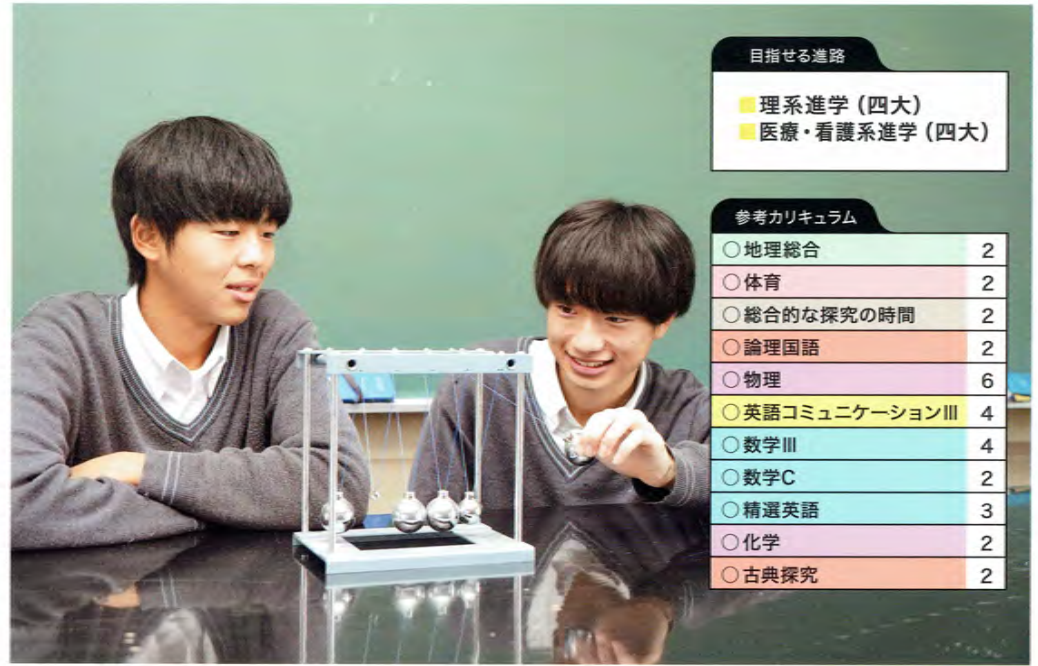 目指せる進路
理系進学（四大）
医療・看護系進学（四大）
参考カリキュラム
○地理総合 2
○体育 2
○総合的な探究の時間 2
○論理国語 2
○物理 6
○英語コミュニケーションⅢ 4
○数学Ⅲ 4
○数学C 2
○精選英語 3
○化学 2
○古典探究 2